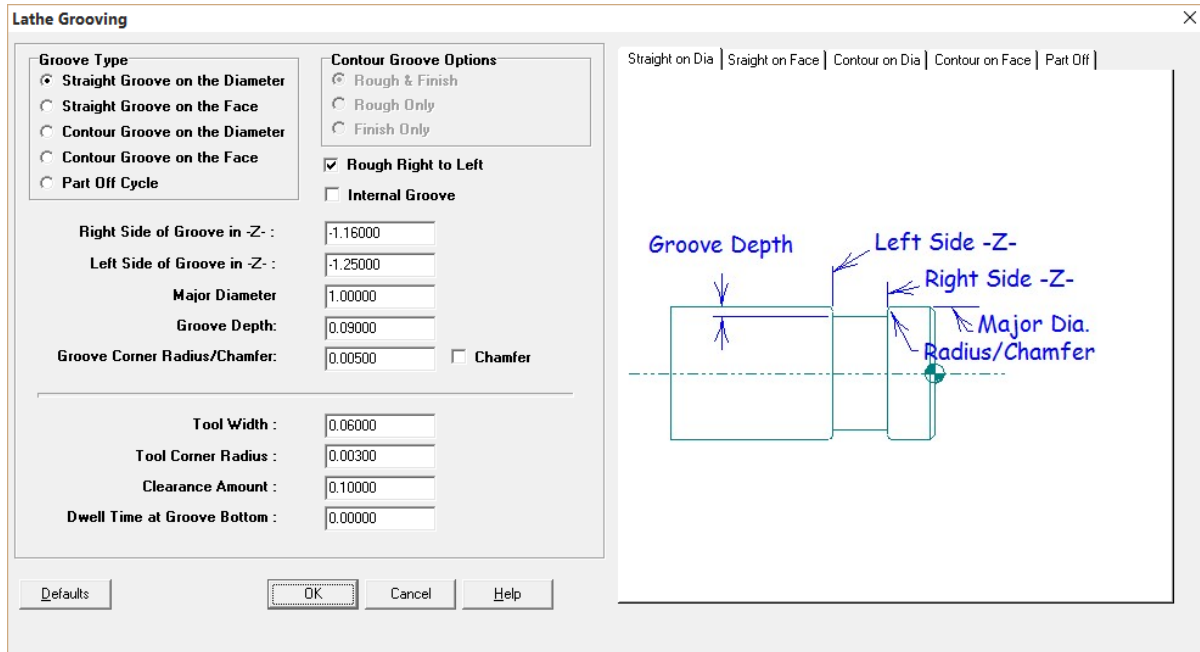 Lathe Grooving
Groove Type
Straight Groove on the Diameter
Straight Groove on the Face
Contour Groove on the Diameter
Contour Groove on the Face
Part Off Cycle
Contour Groove Options
Rough & Finish
Rough Only
Finish Only
Rough Right to Left
Internal Groove
Right Side of Groove in -Z- : -1.16000
Left Side of Groove in -Z- : -1.25000
Major Diameter 1.00000
Groove Depth: 0.09000
Groove Corner Radius/Chamfer: 0.00500 Chamfer
Tool Width : 0.06000
Tool Corner Radius : 0.00300
Clearance Amount : 0.10000
Dwell Time at Groove Bottom : 0.00000
Defaults OK Cancel Help
Straight on Dia Sraight on Face Contour on Dia Contour on Face Part Off
Groove Depth
Left Side -Z-
Right Side -Z-
Major Dia.
Radius/Chamfer